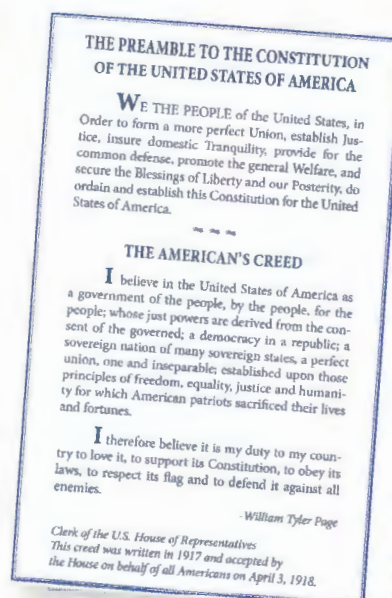 THE PREAMBLE TO THE CONSTITUTION
OF THE UNITED STATES OF AMERICA
WE THE PEOPLE of the United States, in
Order to form a more perfect Union, establish Jus-
tice, insure domestic Tranquility, provide for the
common defense, promote the general Welfare, and
secure the Blessings of Liberty and our Posterity, do
ordain and establish this Constitution for the United
States of America.
THE AMERICAN'S CREED
I believe in the United States of America as
a government of the people, by the people, for the
people; whose just powers are derived from the con-
sent of the governed; a democracy in a republic; a
sovereign nation of many sovereign states, a perfect
union, one and inseparable; established upon those
principles of freedom, equality, justice and humani-
ty for which American patriots sacrificed their lives
and fortunes.
I therefore believe it is my duty to my coun-
try to love it, to support its Constitution, to obey its
laws, to respect its flag and to defend it against all
enemies.
-William Tyler Page
Clerk of the U.S. House of Representatives
This creed was written in 1917 and accepted by
the House on behalf of all Americans on April 3, 1918.